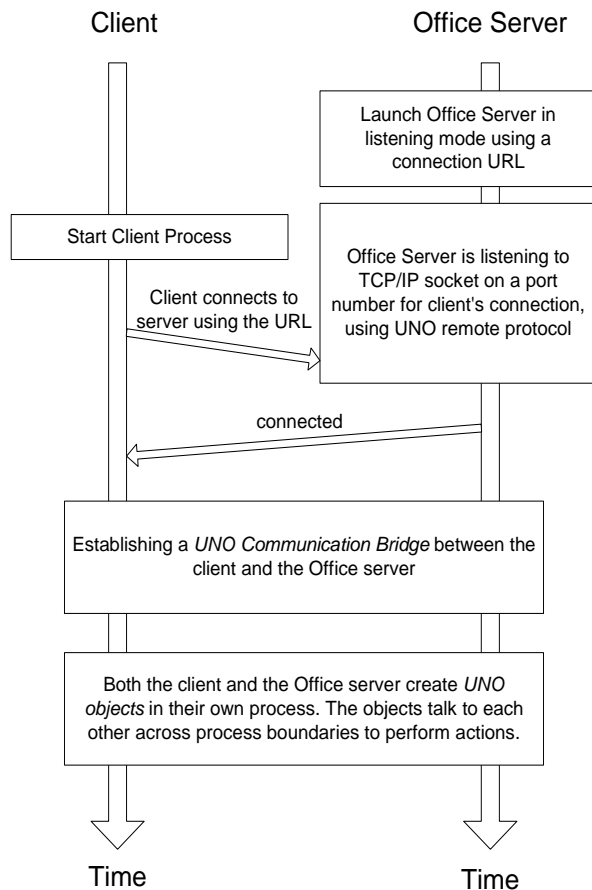 Client
Office Server
Launch Office Server in
listening mode using a
connection URL
Start Client Process
Office Server is listening to
TCP/IP socket on a port
number for client's connection,
using UNO remote protocol
Client connects to
server using the URL
connected
Establishing a UNO Communication Bridge between the
client and the Office server
Both the client and the Office server create UNO
objects in their own process. The objects talk to each
other across process boundaries to perform actions.
Time
Time